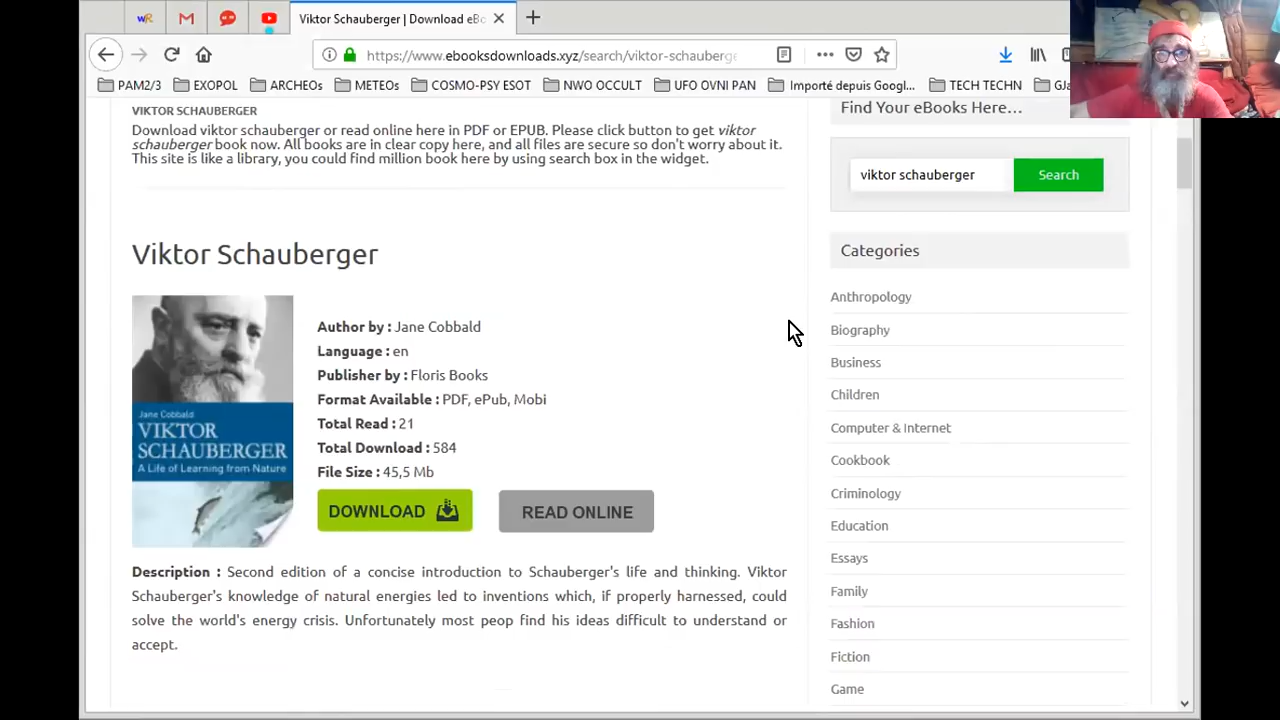 Viktor Schauberger | Download eBo
https://www.ebooksdownloads.xyz/search/viktor-schauberge
PAM2/3 EXOPOL ARCHEOs METEOs COSMO-PSY ESOT NWO OCCULT UFO OVNI PAN Importé depuis Googl... TECH TECHN GJa
VIKTOR SCHAUBERGER
Download viktor schauberger or read online here in PDF or EPUB. Please click button to get viktor
schauberger book now. All books are in clear copy here, and all files are secure so don't worry about it.
This site is like a library, you could find million book here by using search box in the widget.
Viktor Schauberger
Jane Cobbald
VIKTOR
SCHAUBERGER
A Life of Learning from Nature
Author by : Jane Cobbald
Language : en
Publisher by : Floris Books
Format Available : PDF, ePub, Mobi
Total Read : 21
Total Download : 584
File Size : 45,5 Mb
DOWNLOAD READ ONLINE
Description : Second edition of a concise introduction to Schauberger's life and thinking. Viktor
Schauberger's knowledge of natural energies led to inventions which, if properly harnessed, could
solve the world's energy crisis. Unfortunately most peop find his ideas difficult to understand or
accept.
Find Your eBooks Here...
viktor schauberger Search
Categories
Anthropology
Biography
Business
Children
Computer & Internet
Cookbook
Criminology
Education
Essays
Family
Fashion
Fiction
Game